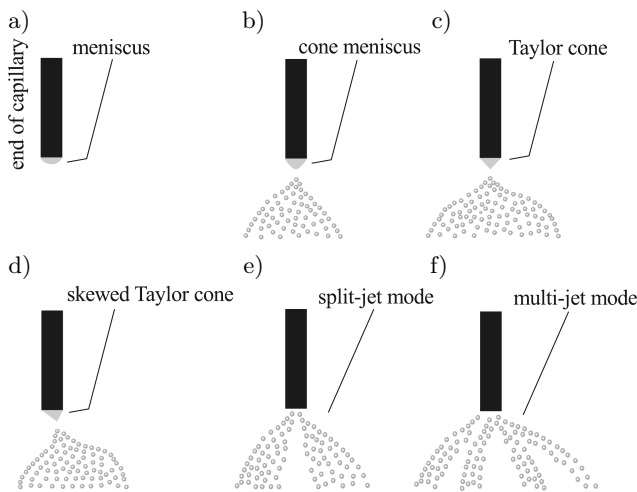 a)
meniscus
end of capillary
b)
cone meniscus
c)
Taylor cone
d)
skewed Taylor cone
e)
split-jet mode
f)
multi-jet mode